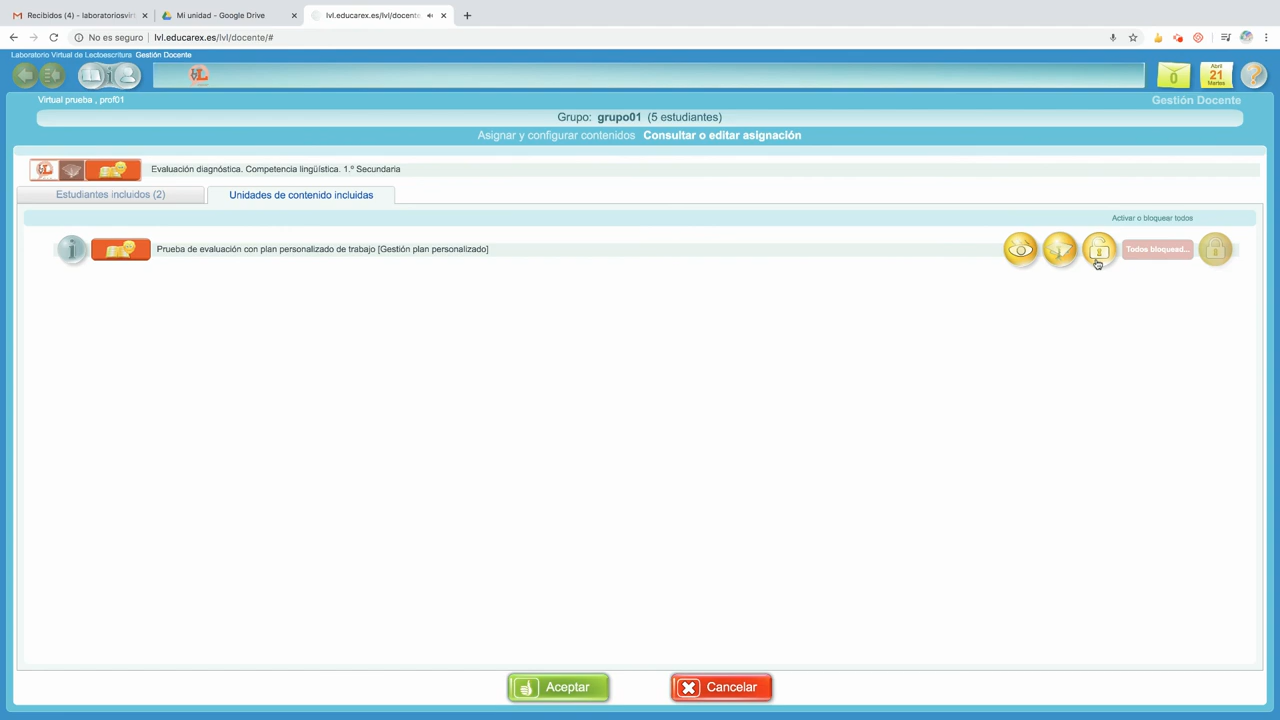 Recibidos (4) - laboratoriosvir
Mi unidad - Google Drive
lvl.educarex.es/lvl/docente
No es seguro
lvl.educarex.es/lvl/docente/#
Laboratorio Virtual de Lectoescritura Gestión Docente
0
Abril
21
Martes
Virtual prueba , prof01
Gestión Docente
Grupo: grupo01 (5 estudiantes)
Asignar y configurar contenidos Consultar o editar asignación
Evaluación diagnóstica. Competencia lingüística. 1.º Secundaria
Estudiantes incluidos (2)
Unidades de contenido incluidas
Activar o bloquear todos
Prueba de evaluación con plan personalizado de trabajo [Gestión plan personalizado]
Todos bloquead...
Aceptar
Cancelar